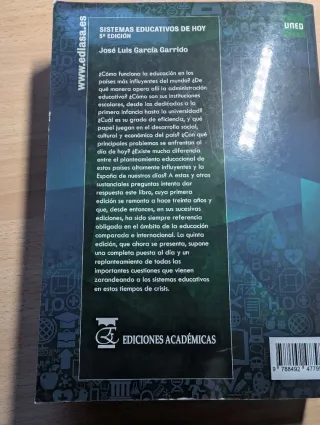 www.ediasa.es
UNED
SISTEMAS EDUCATIVOS DE HOY
5ª EDICIÓN
José Luis García Garrido
¿Cómo funciona la educación en los
países más influyentes del mundo? ¿De
qué manera opera allí la administración
educativa? ¿Cómo son sus instituciones
escolares, desde las dedicadas a la
primera infancia hasta la universidad?
¿Cuál es su grado de eficiencia, y qué
papel juegan en el desarrollo social,
cultural y económico del país? ¿Con qué
principales problemas se enfrentan al
día de hoy? ¿Existe mucha diferencia
entre el planteamiento educacional de
estos países altamente influyentes y la
España de nuestros días? A estas y otras
sustanciales preguntas intenta dar
respuesta este libro, cuya primera
edición se remonta a hace treinta años y
que, desde entonces, en sus sucesivas
ediciones, ha sido siempre referencia
obligada en el ámbito de la educación
comparada e internacional. La quinta
edición, que ahora se presenta, supone
una completa puesta al día y un
replanteamiento de todas las
importantes cuestiones que vienen
zarandeando a los sistemas educativos
en estos tiempos de crisis.
EDICIONES ACADÉMICAS
9 788492 47795